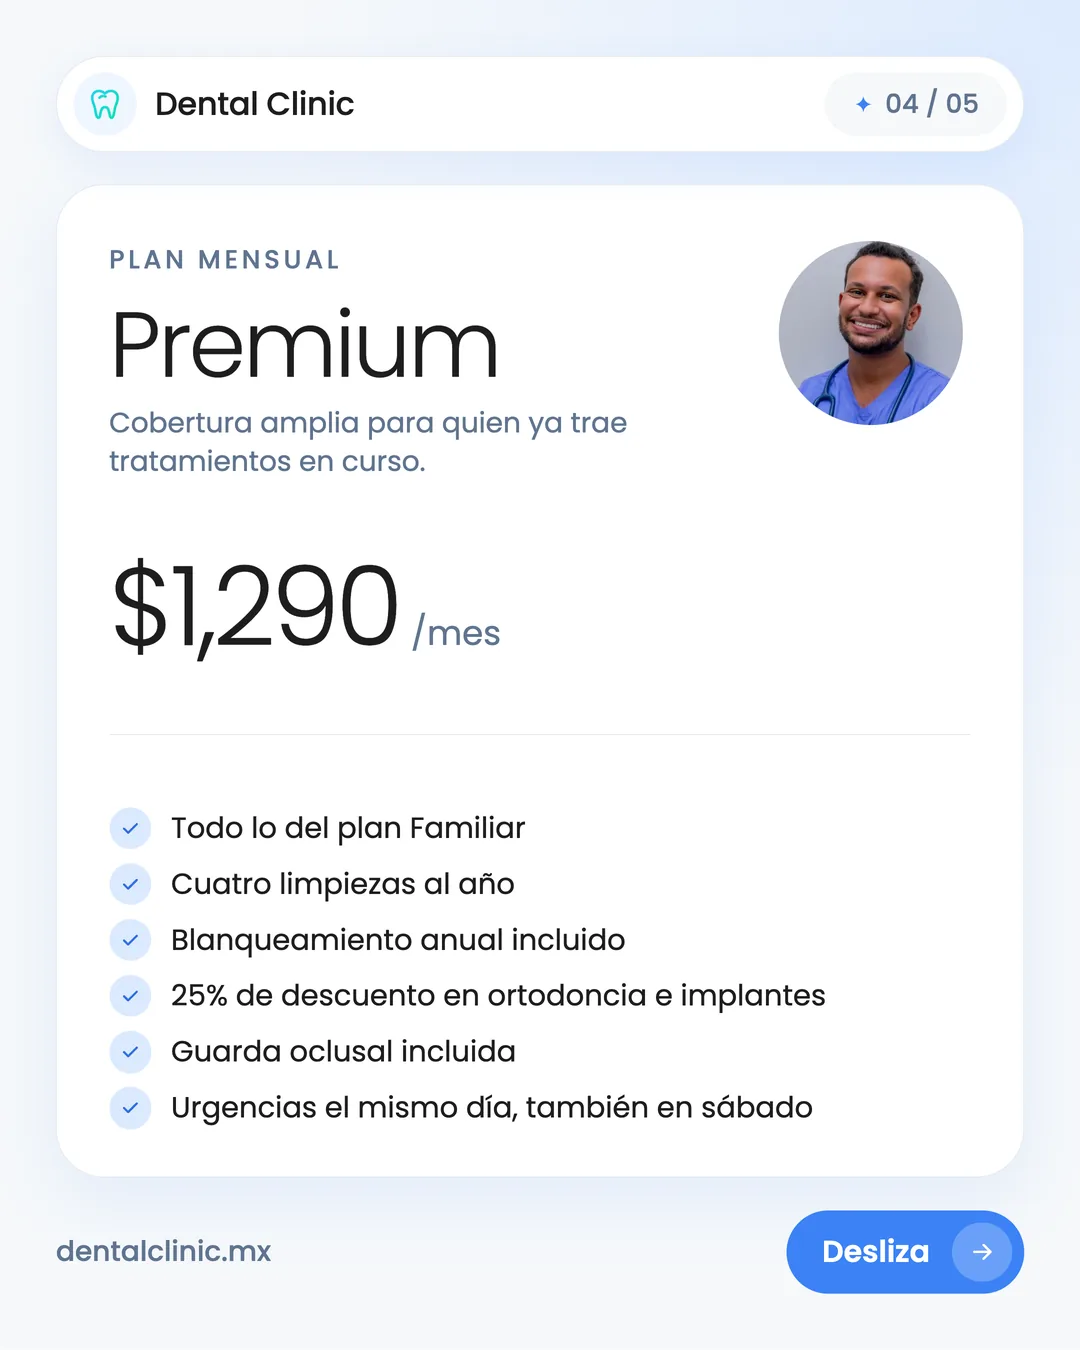 Dental Clinic
04 / 05
PLAN MENSUAL
Premium
Cobertura amplia para quien ya trae
tratamientos en curso.
$1,290 /mes
Todo lo del plan Familiar
Cuatro limpiezas al año
Blanqueamiento anual incluido
25% de descuento en ortodoncia e implantes
Guarda oclusal incluida
Urgencias el mismo día, también en sábado
dentalclinic.mx
Desliza